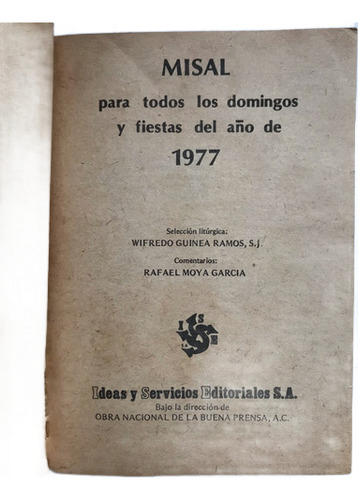 MISAL
para todos los domingos
y fiestas del año de
1977
Selección litúrgica:
WIFREDO GUINEA RAMOS, S.J.
Comentarios:
RAFAEL MOYA GARCIA
I S E
Ideas y Servicios Editoriales S.A.
Bajo la dirección de
OBRA NACIONAL DE LA BUENA PRENSA, A.C.